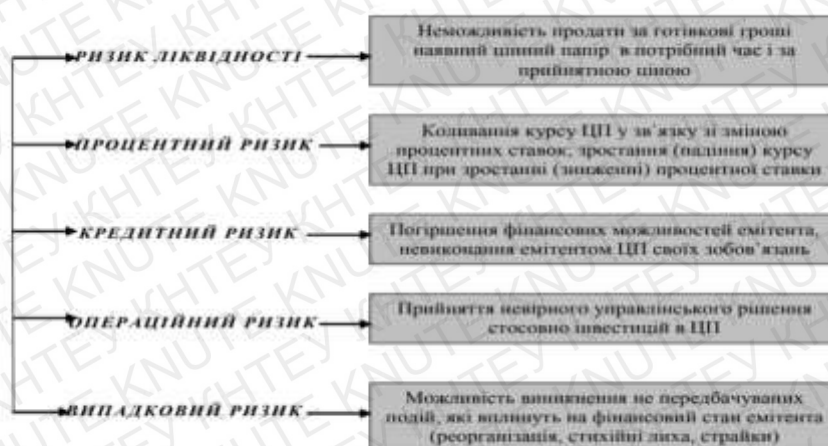 РИЗИК ЛІКВІДНОСТІ
Неможливість продати за готівкові гроші
наявний цінний папір в потрібний час і за
прийнятною ціною
ПРОЦЕНТНИЙ РИЗИК
Коливання курсу ЦП у зв'язку зі зміною
процентних ставок, зростання (падіння) курсу
ЦП при зростанні (зниженні) процентної ставки
КРЕДИТНИЙ РИЗИК
Погіршення фінансових можливостей емітента,
невиконання емітентом ЦП своїх зобов'язань
ОПЕРАЦІЙНИЙ РИЗИК
Прийняття невірного управлінського рішення
стосовно інвестицій в ЦП
ВИПАДКОВИЙ РИЗИК
Можливість виникнення не передбачуваних
подій, які вплинуть на фінансовий стан емітента
(реорганізація, стихійні лиха, страйки)
KHTEY KNUTE